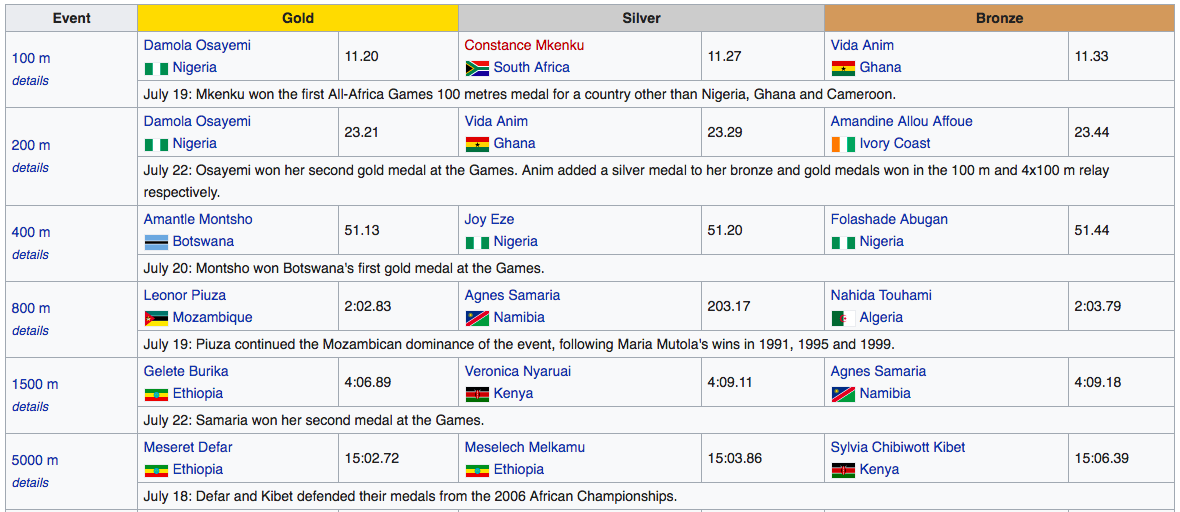 Event Gold Silver Bronze
100 m
details
Damola Osayemi
Nigeria
11.20
Constance Mkenku
South Africa
11.27
Vida Anim
Ghana
11.33
July 19: Mkenku won the first All-Africa Games 100 metres medal for a country other than Nigeria, Ghana and Cameroon.
200 m
details
Damola Osayemi
Nigeria
23.21
Vida Anim
Ghana
23.29
Amandine Allou Affoue
Ivory Coast
23.44
July 22: Osayemi won her second gold medal at the Games. Anim added a silver medal to her bronze and gold medals won in the 100 m and 4x100 m relay
respectively.
400 m
details
Amantle Montsho
Botswana
51.13
Joy Eze
Nigeria
51.20
Folashade Abugan
Nigeria
51.44
July 20: Montsho won Botswana's first gold medal at the Games.
800 m
details
Leonor Piuza
Mozambique
2:02.83
Agnes Samaria
Namibia
203.17
Nahida Touhami
Algeria
2:03.79
July 19: Piuza continued the Mozambican dominance of the event, following Maria Mutola's wins in 1991, 1995 and 1999.
1500 m
details
Gelete Burika
Ethiopia
4:06.89
Veronica Nyaruai
Kenya
4:09.11
Agnes Samaria
Namibia
4:09.18
July 22: Samaria won her second medal at the Games.
5000 m
details
Meseret Defar
Ethiopia
15:02.72
Meselech Melkamu
Ethiopia
15:03.86
Sylvia Chibiwott Kibet
Kenya
15:06.39
July 18: Defar and Kibet defended their medals from the 2006 African Championships.